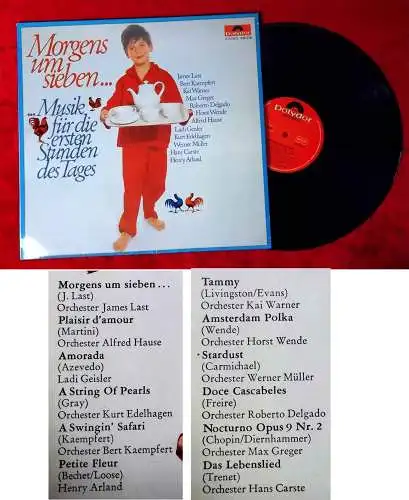 Morgens
um
sieben...
...Musik
für die
ersten
Stunden
des Tages
James Last
Bert Kaempfert
Kai Warner
Max Greger
Roberto Delgado
Horst Wende
Alfred Hause
Ladi Geisler
Kurt Edelhagen
Werner Müller
Hans Carste
Henry Arland
Polydor
Polydor
Morgens um sieben...
(J. Last)
Orchester James Last
Plaisir d'amour
(Martini)
Orchester Alfred Hause
Amorada
(Azevedo)
Ladi Geisler
A String Of Pearls
(Gray)
Orchester Kurt Edelhagen
A Swingin' Safari
(Kaempfert)
Orchester Bert Kaempfert
Petite Fleur
(Bechet/Loose)
Henry Arland
Tammy
(Livingston/Evans)
Orchester Kai Warner
Amsterdam Polka
(Wende)
Orchester Horst Wende
Stardust
(Carmichael)
Orchester Werner Müller
Doce Cascabeles
(Freire)
Orchester Roberto Delgado
Nocturno Opus 9 Nr. 2
(Chopin/Diernhammer)
Orchester Max Greger
Das Lebenslied
(Trenet)
Orchester Hans Carste